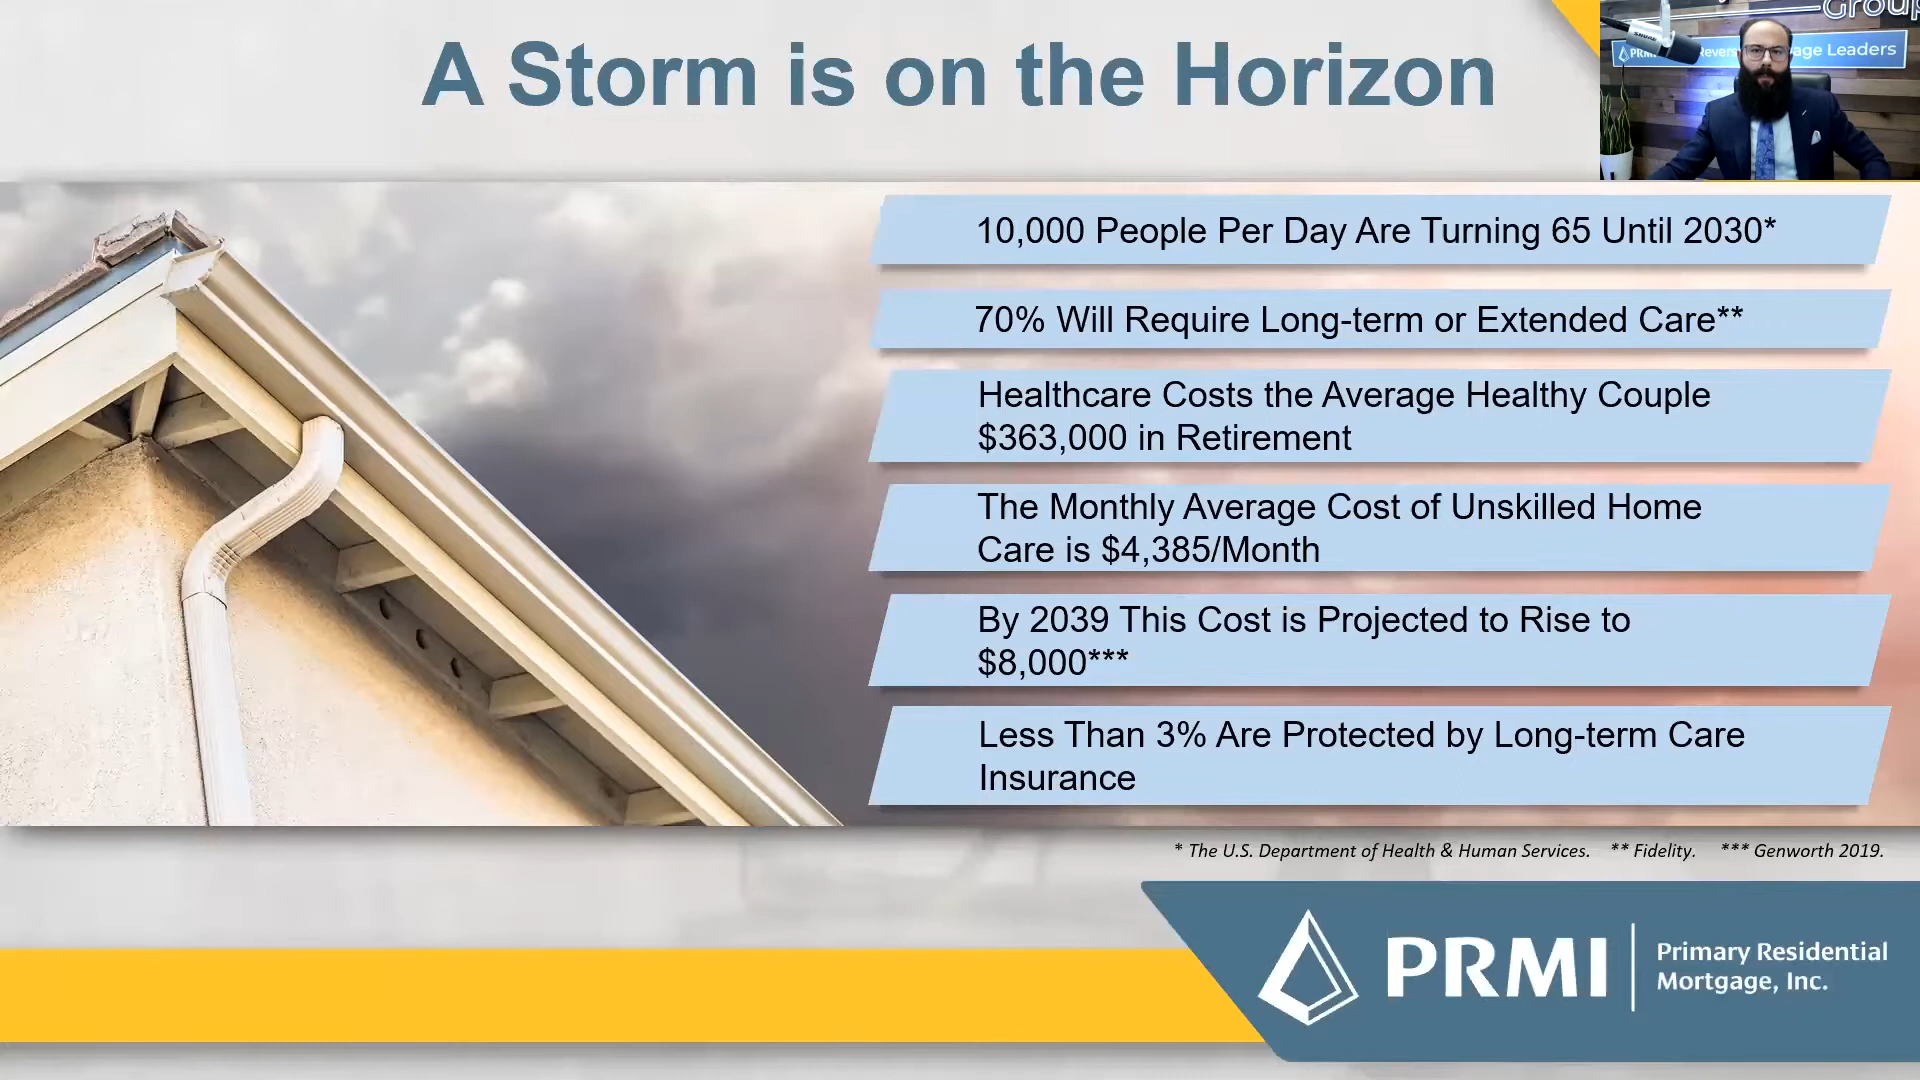 A Storm is on the Horizon
Group
SHURE
PRM Revers age Leaders
10,000 People Per Day Are Turning 65 Until 2030*
70% Will Require Long-term or Extended Care**
Healthcare Costs the Average Healthy Couple
$363,000 in Retirement
The Monthly Average Cost of Unskilled Home
Care is $4,385/Month
By 2039 This Cost is Projected to Rise to
$8,000***
Less Than 3% Are Protected by Long-term Care
Insurance
* The U.S. Department of Health & Human Services. ** Fidelity. *** Genworth 2019.
PRMI
Primary Residential
Mortgage, Inc.